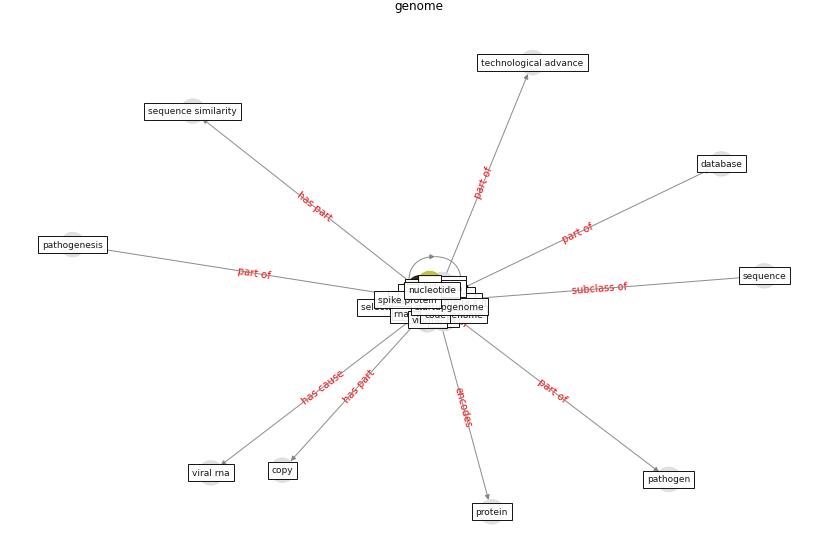 genome
technological advance
sequence similarity
database
part of
has part
part of
pathogenesis
part of
sequence
subclass of
nucleotide
spike protein
genome
rna
code
has cause
has part
encodes
part of
viral rna
copy
pathogen
protein